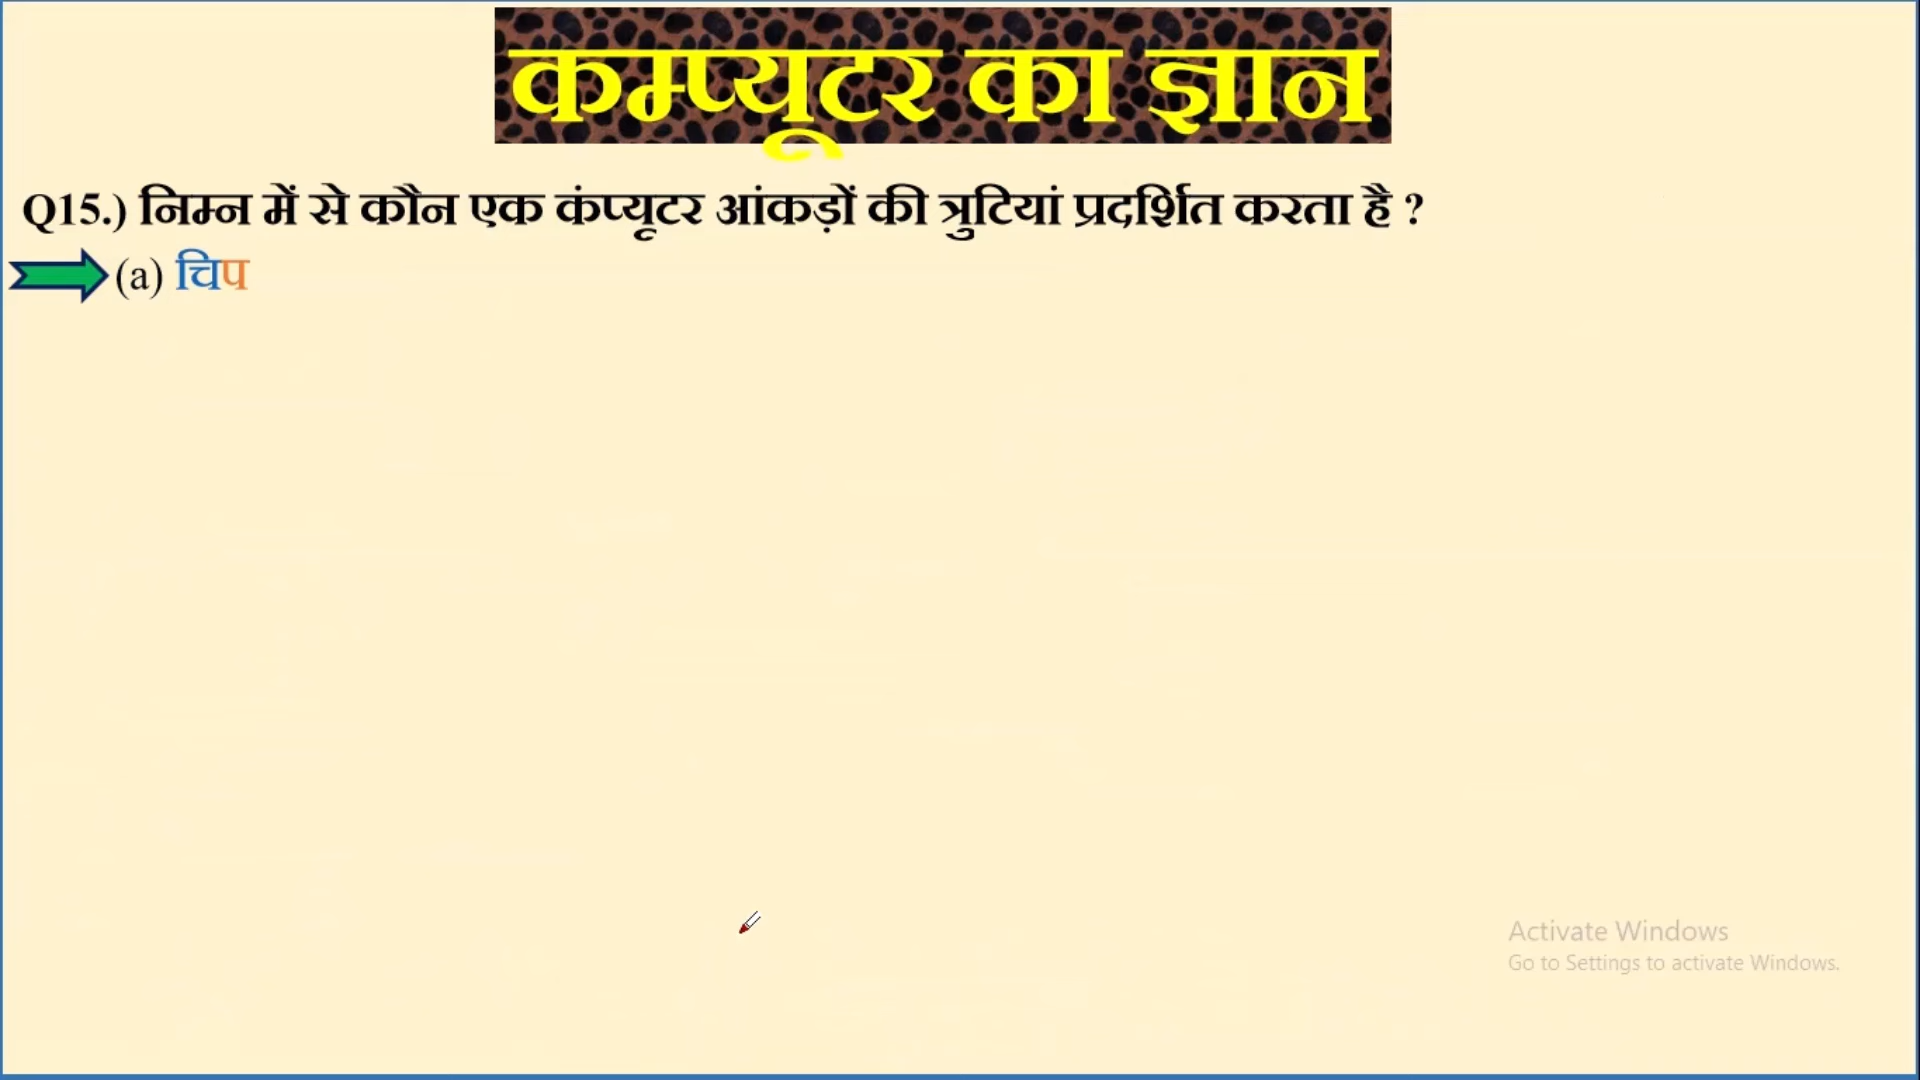 कम्प्यूटर का ज्ञान
Q15.) निम्न में से कौन एक कंप्यूटर आंकड़ों की त्रुटियां प्रदर्शित करता है ?
(a) चिप
Activate Windows
Go to Settings to activate Windows.